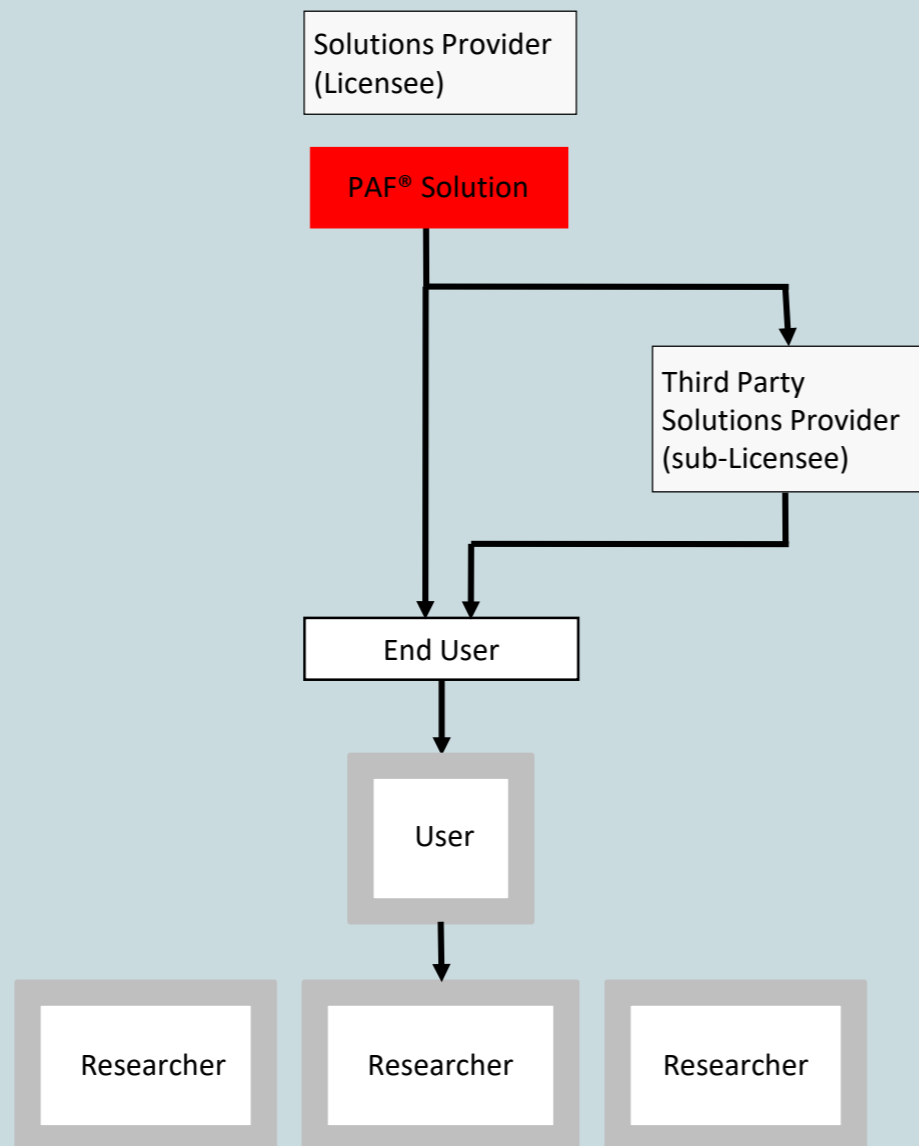 Solutions Provider
(Licensee)
PAF® Solution
Third Party
Solutions Provider
(sub-Licensee)
End User
User
Researcher
Researcher
Researcher